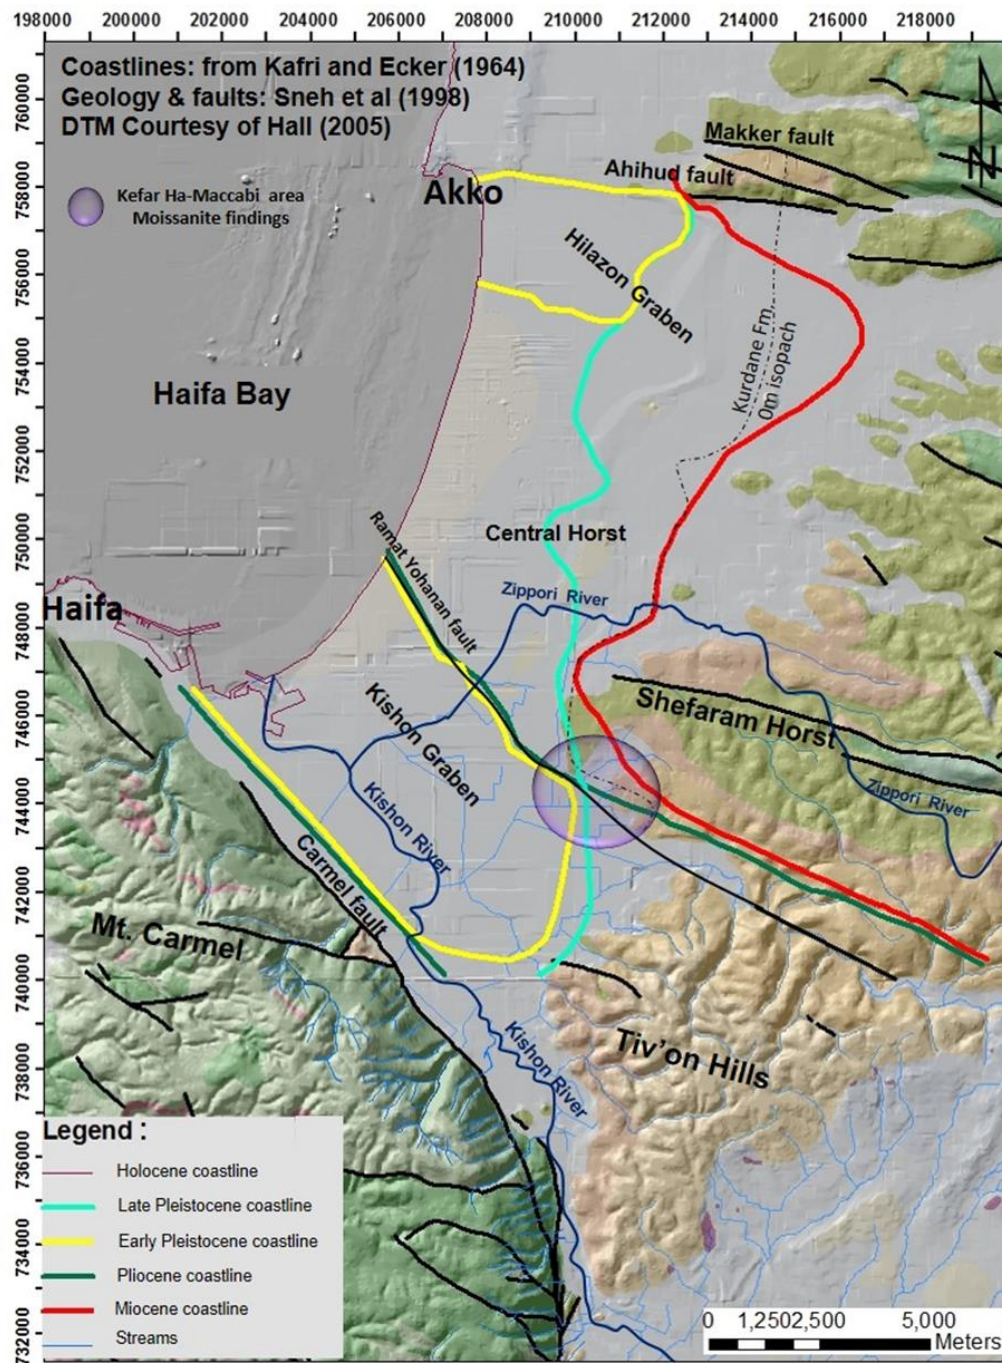 198000 200000 202000 204000 206000 208000 210000 212000 214000 216000 218000
Coastlines: from Kafri and Ecker (1964)
Geology & faults: Sneh et al (1998)
DTM Courtesy of Hall (2005)
760000
N
Makker fault
Ahihud fault
758000
Kefar Ha-Maccabi area
Moissanite findings
Akko
756000
Hilazon Graben
754000
Kurdane Fm,
0m isopach
Haifa Bay
752000
750000
Ramat Yohanan fault
Central Horst
Zippori River
748000
Haifa
746000
Kishon Graben
Shefaram Horst
Zippori River
744000
Kishon River
Carmel fault
742000
Mt. Carmel
740000
Tiv'on Hills
738000
Kishon River
736000
734000
732000
Legend :
Holocene coastline
Late Pleistocene coastline
Early Pleistocene coastline
Pliocene coastline
Miocene coastline
Streams
0 1,250 2,500 5,000
Meters